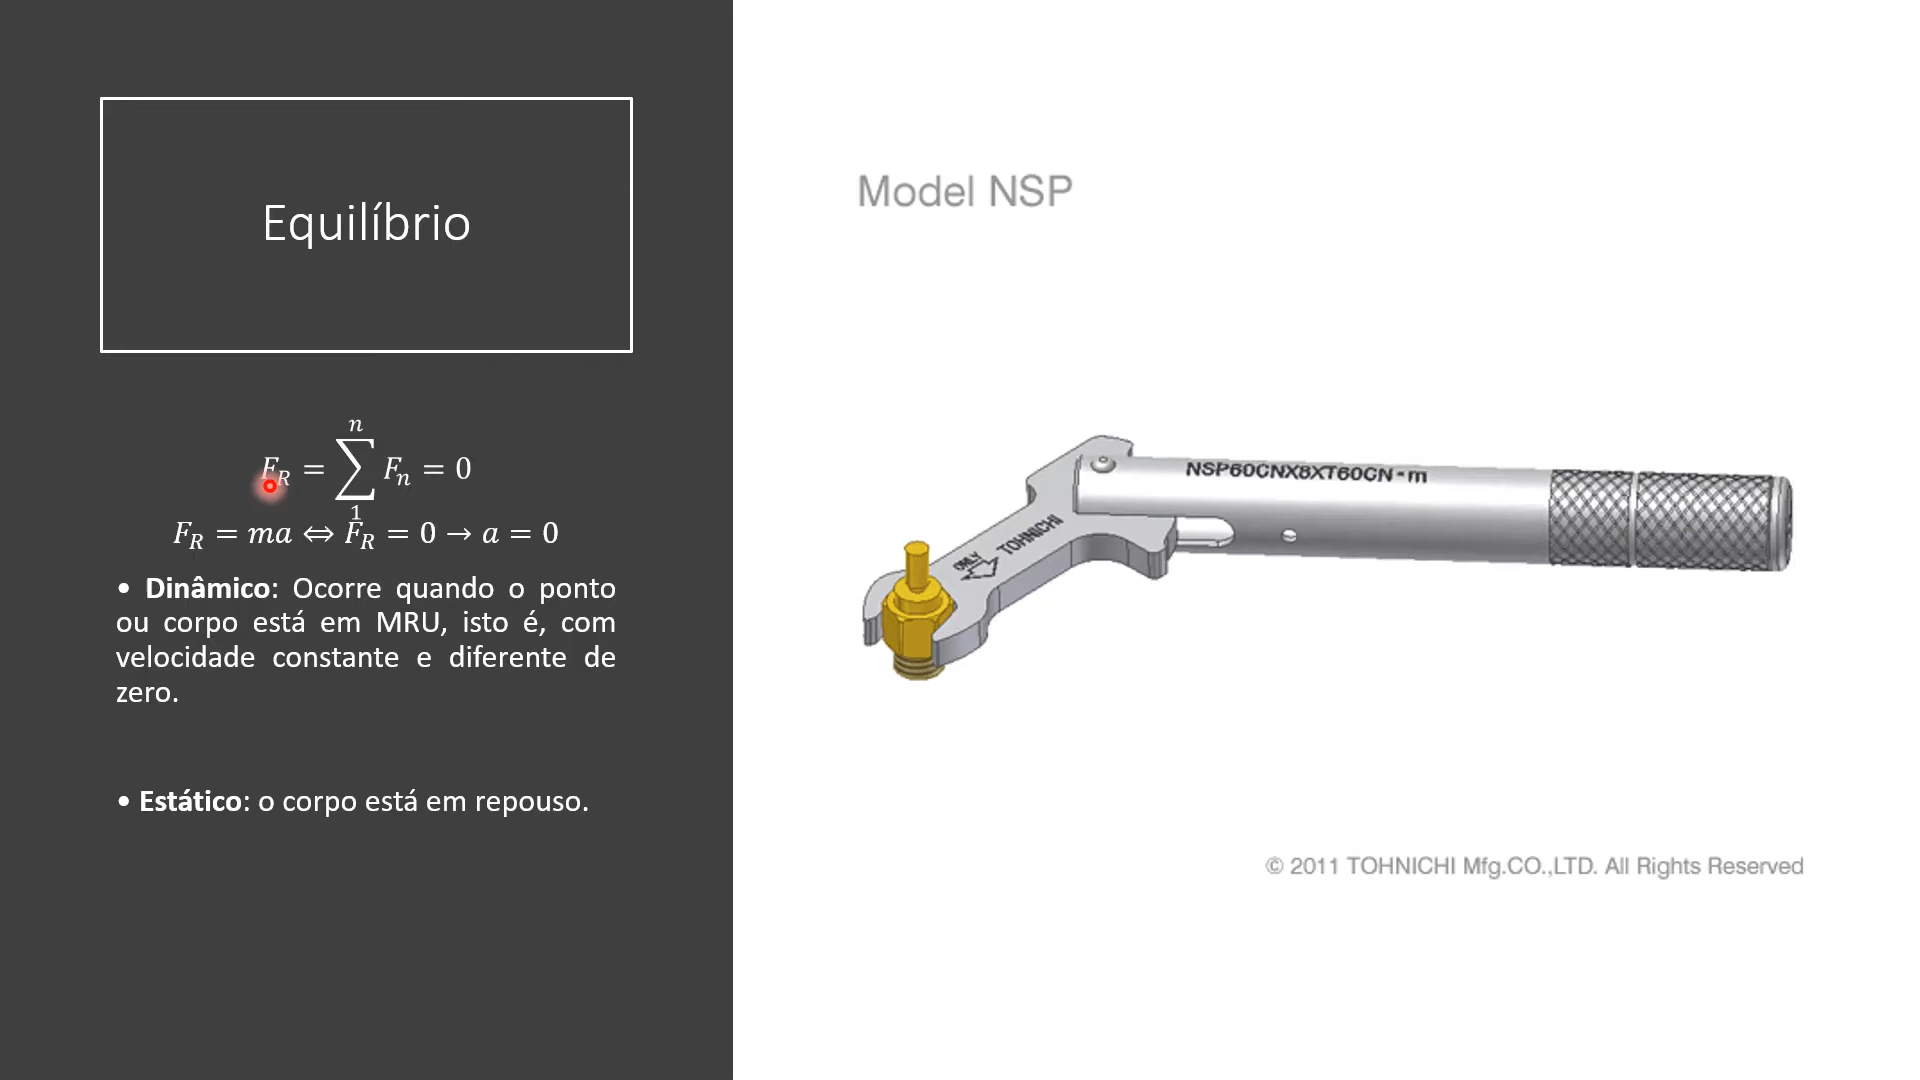 Equilíbrio
F_R = ∑_1^n F_n = 0
F_R = ma ⇔ F_R = 0 → a = 0
• Dinâmico: Ocorre quando o ponto
ou corpo está em MRU, isto é, com
velocidade constante e diferente de
zero.
• Estático: o corpo está em repouso.
Model NSP
NSP60CNX8XT60CN·m
TOHNICHI
ONLY
© 2011 TOHNICHI Mfg.CO.,LTD. All Rights Reserved